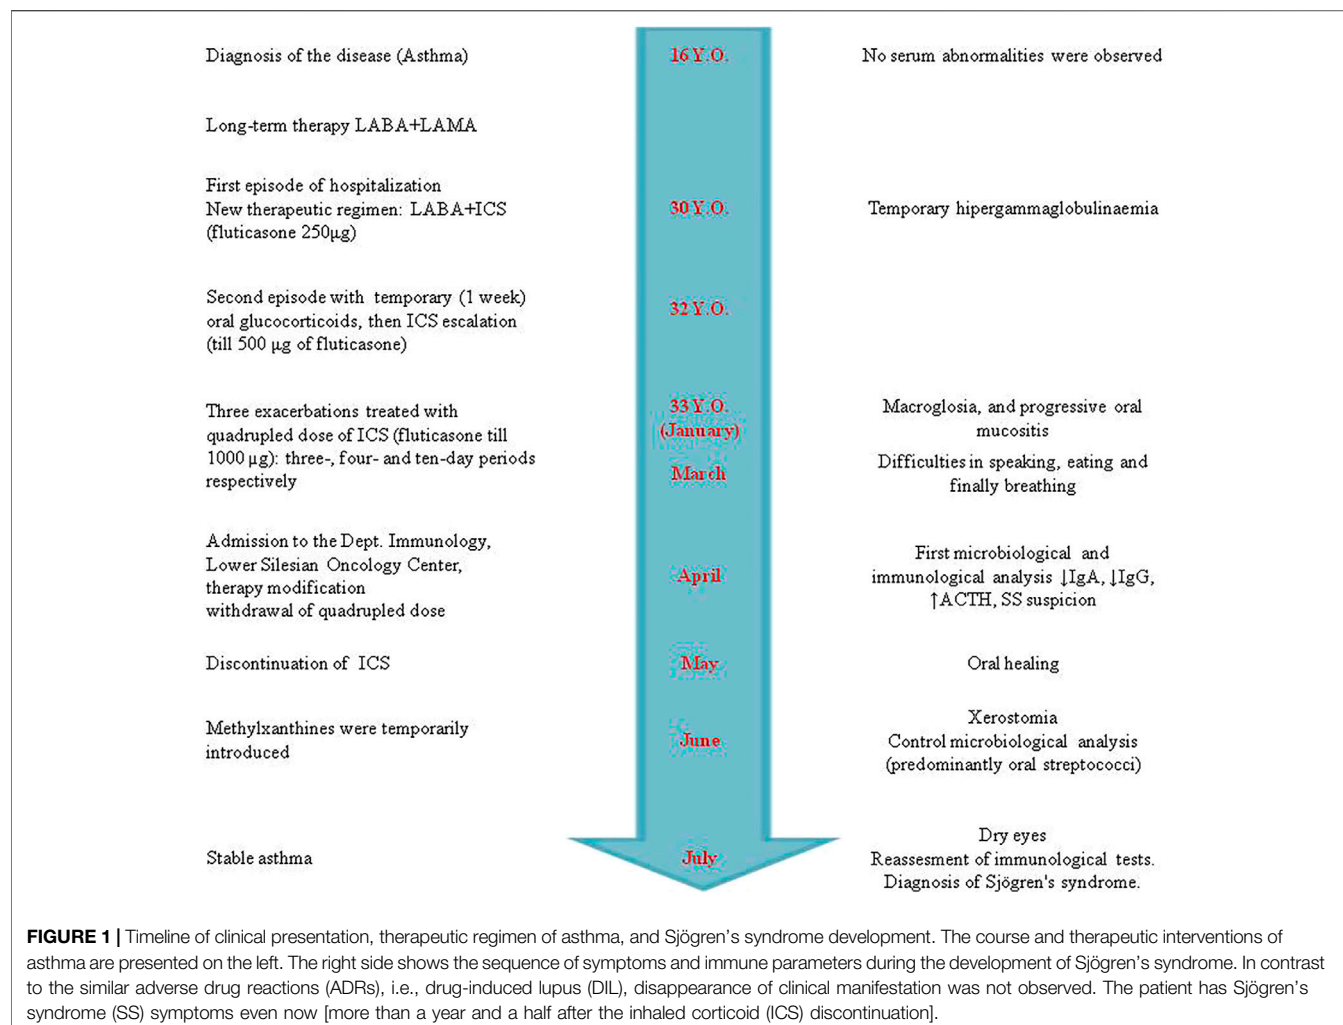 Diagnosis of the disease (Asthma)
16 Y.O.
No serum abnormalities were observed
Long-term therapy LABA+LAMA
First episode of hospitalization
New therapeutic regimen: LABA+ICS
(fluticasone 250µg)
30 Y.O.
Temporary hipergammaglobulinaemia
Second episode with temporary (1 week)
oral glucocorticoids, then ICS escalation
(till 500 µg of fluticasone)
32 Y.O.
Three exacerbations treated with
quadrupled dose of ICS (fluticasone till
1000 µg): three-, four- and ten-day periods
respectively
33 Y.O.
(January)
Macroglosia, and progressive oral
mucositis
March
Difficulties in speaking, eating and
finally breathing
Admission to the Dept. Immunology,
Lower Silesian Oncology Center,
therapy modification
withdrawal of quadrupled dose
April
First microbiological and
immunological analysis ↓IgA, ↓IgG,
↑ACTH, SS suspicion
Discontinuation of ICS
May
Oral healing
Methylxanthines were temporarily
introduced
June
Xerostomia
Control microbiological analysis
(predominantly oral streptococci)
Stable asthma
July
Dry eyes
Reassesment of immunological tests.
Diagnosis of Sjögren's syndrome.
FIGURE 1 | Timeline of clinical presentation, therapeutic regimen of asthma, and Sjögren's syndrome development. The course and therapeutic interventions of
asthma are presented on the left. The right side shows the sequence of symptoms and immune parameters during the development of Sjögren's syndrome. In contrast
to the similar adverse drug reactions (ADRs), i.e., drug-induced lupus (DIL), disappearance of clinical manifestation was not observed. The patient has Sjögren's
syndrome (SS) symptoms even now [more than a year and a half after the inhaled corticoid (ICS) discontinuation].